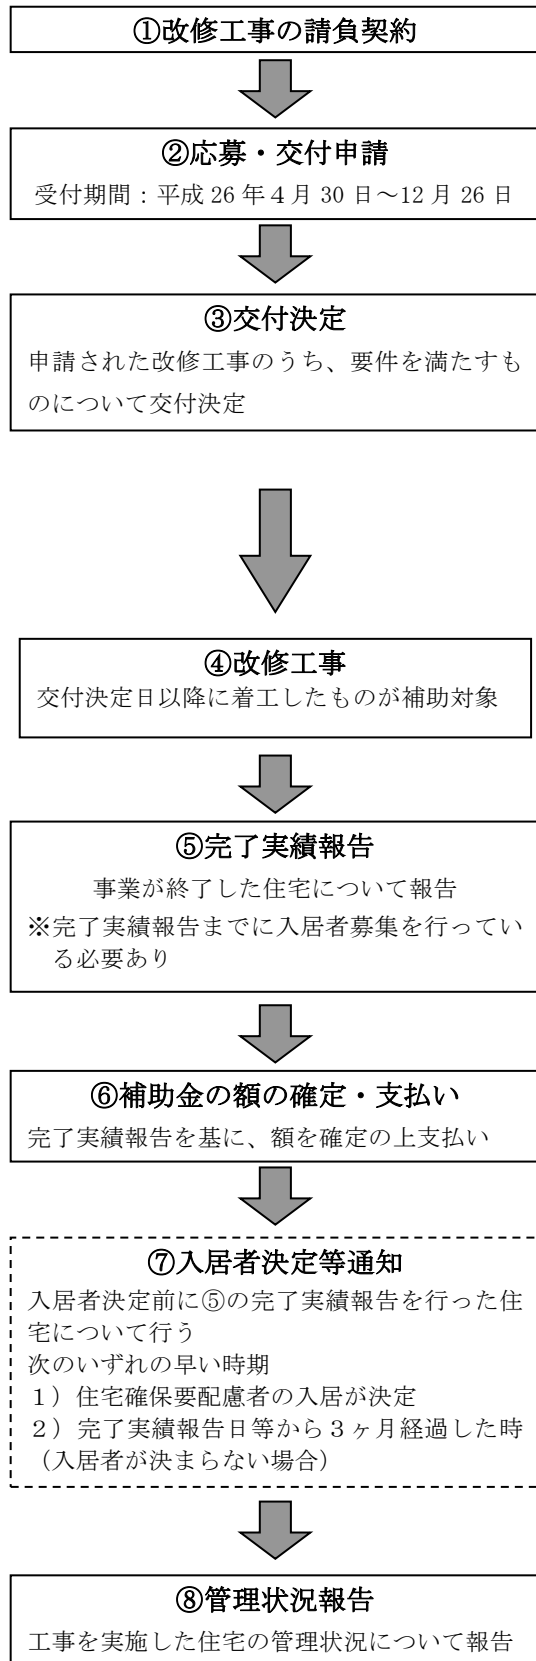 ①改修工事の請負契約
②応募・交付申請
受付期間：平成26年４月30日～12月26日
③交付決定
申請された改修工事のうち、要件を満たすも
のについて交付決定
④改修工事
交付決定日以降に着工したものが補助対象
⑤完了実績報告
事業が終了した住宅について報告
※完了実績報告までに入居者募集を行ってい
る必要あり
⑥補助金の額の確定・支払い
完了実績報告を基に、額を確定の上支払い
⑦入居者決定等通知
入居者決定前に⑤の完了実績報告を行った住
宅について行う
次のいずれの早い時期
１）住宅確保要配慮者の入居が決定
２）完了実績報告日等から３ヶ月経過した時
（入居者が決まらない場合）
⑧管理状況報告
工事を実施した住宅の管理状況について報告